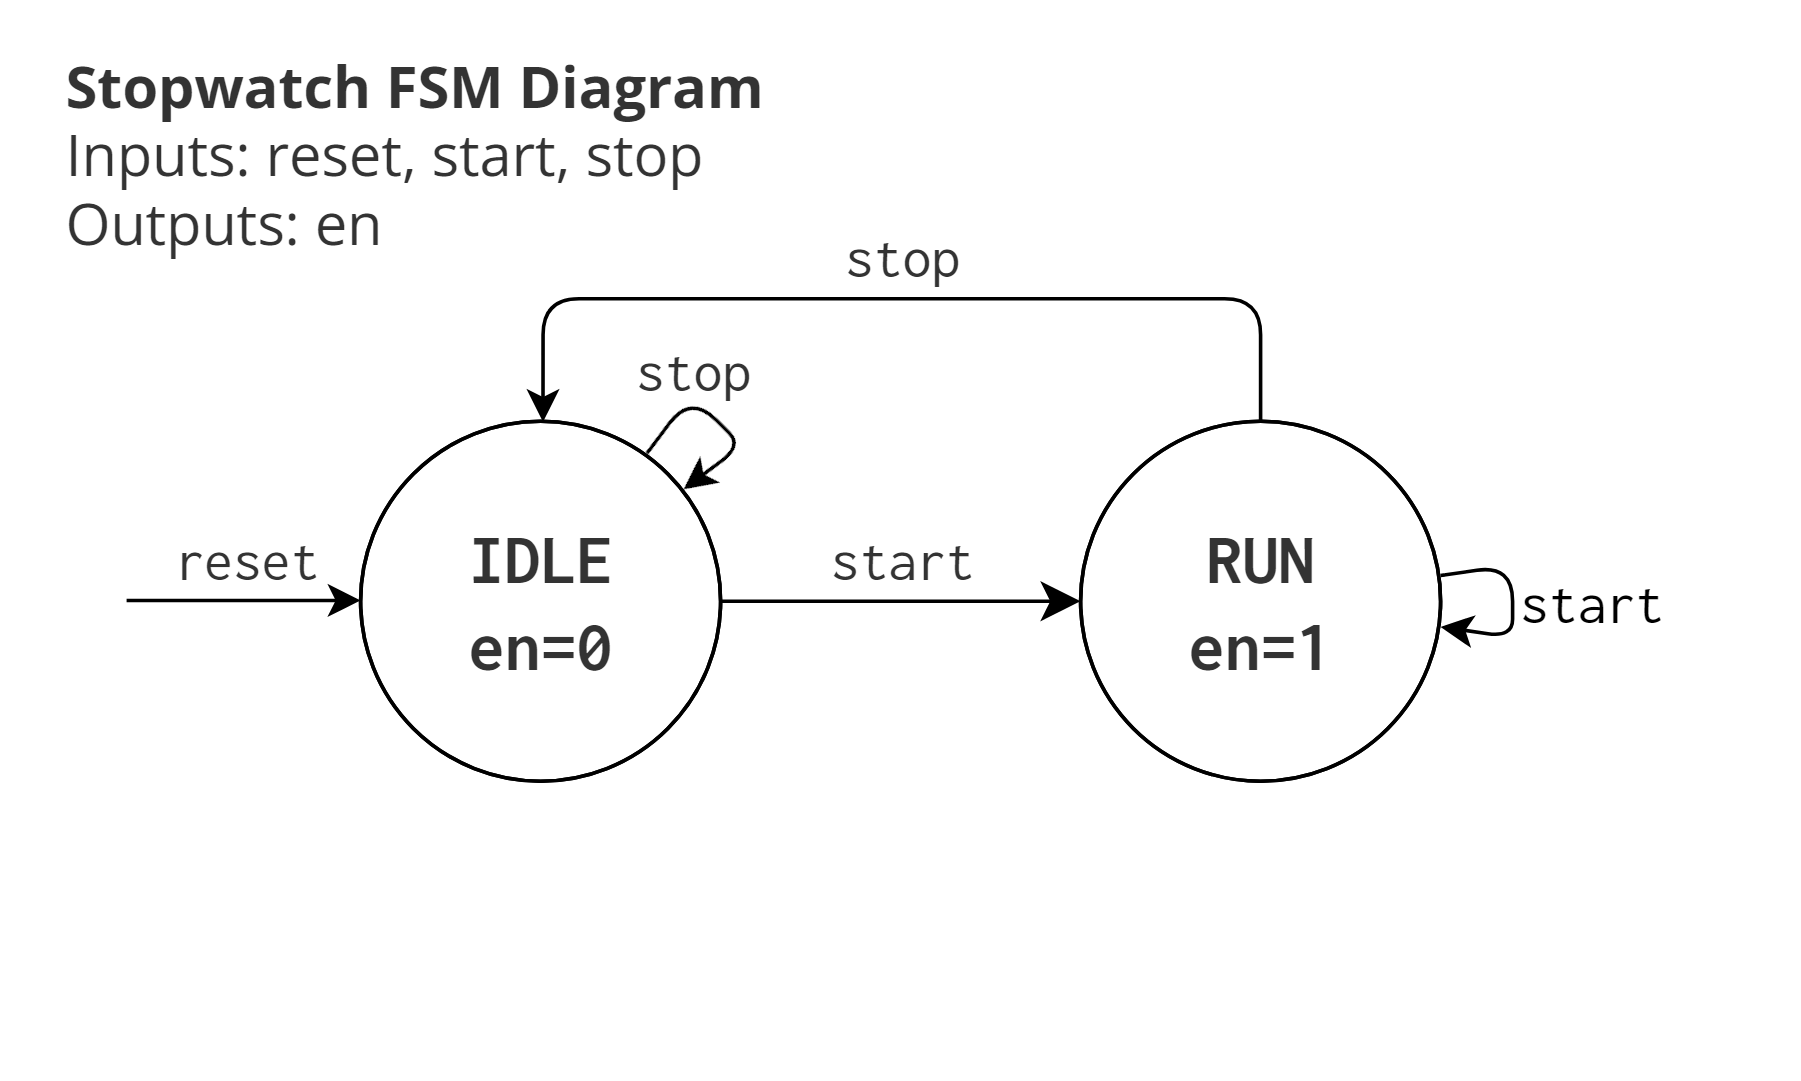 Stopwatch FSM Diagram
Inputs: reset, start, stop
Outputs: en
stop
stop
reset
IDLE
en=0
start
RUN
en=1
start